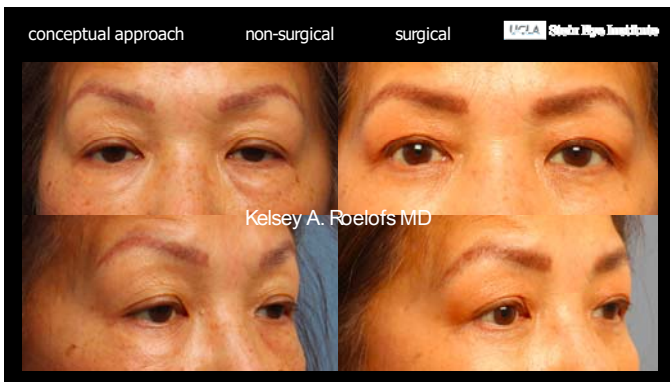 conceptual approach non-surgical surgical UCLA Stein Eye Institute
Kelsey A. Roelofs MD